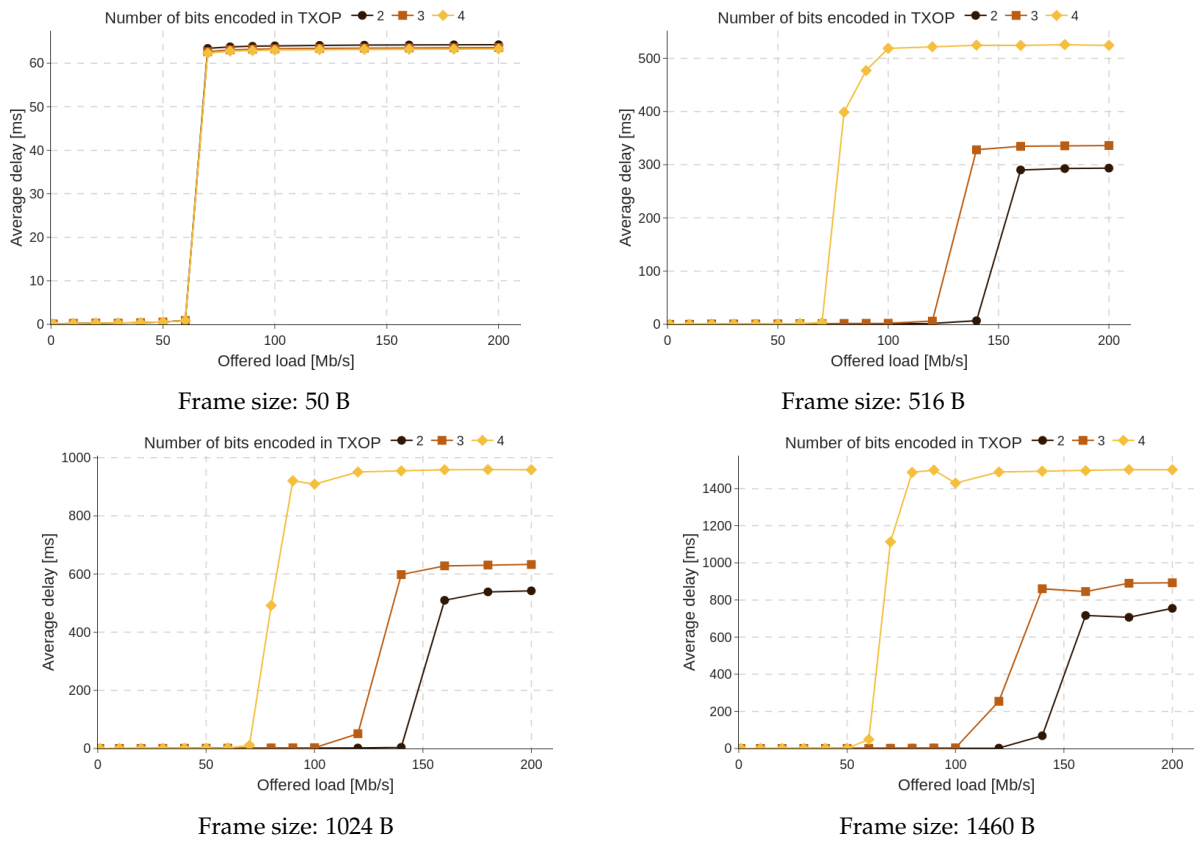 Number of bits encoded in TXOP 2 3 4
Average delay [ms]
60
50
40
30
20
10
0
0 50 100 150 200
Offered load [Mb/s]
Frame size: 50 B
Number of bits encoded in TXOP 2 3 4
Average delay [ms]
500
400
300
200
100
0
0 50 100 150 200
Offered load [Mb/s]
Frame size: 516 B
Number of bits encoded in TXOP 2 3 4
Average delay [ms]
1000
800
600
400
200
0
0 50 100 150 200
Offered load [Mb/s]
Frame size: 1024 B
Number of bits encoded in TXOP 2 3 4
Average delay [ms]
1400
1200
1000
800
600
400
200
0
0 50 100 150 200
Offered load [Mb/s]
Frame size: 1460 B